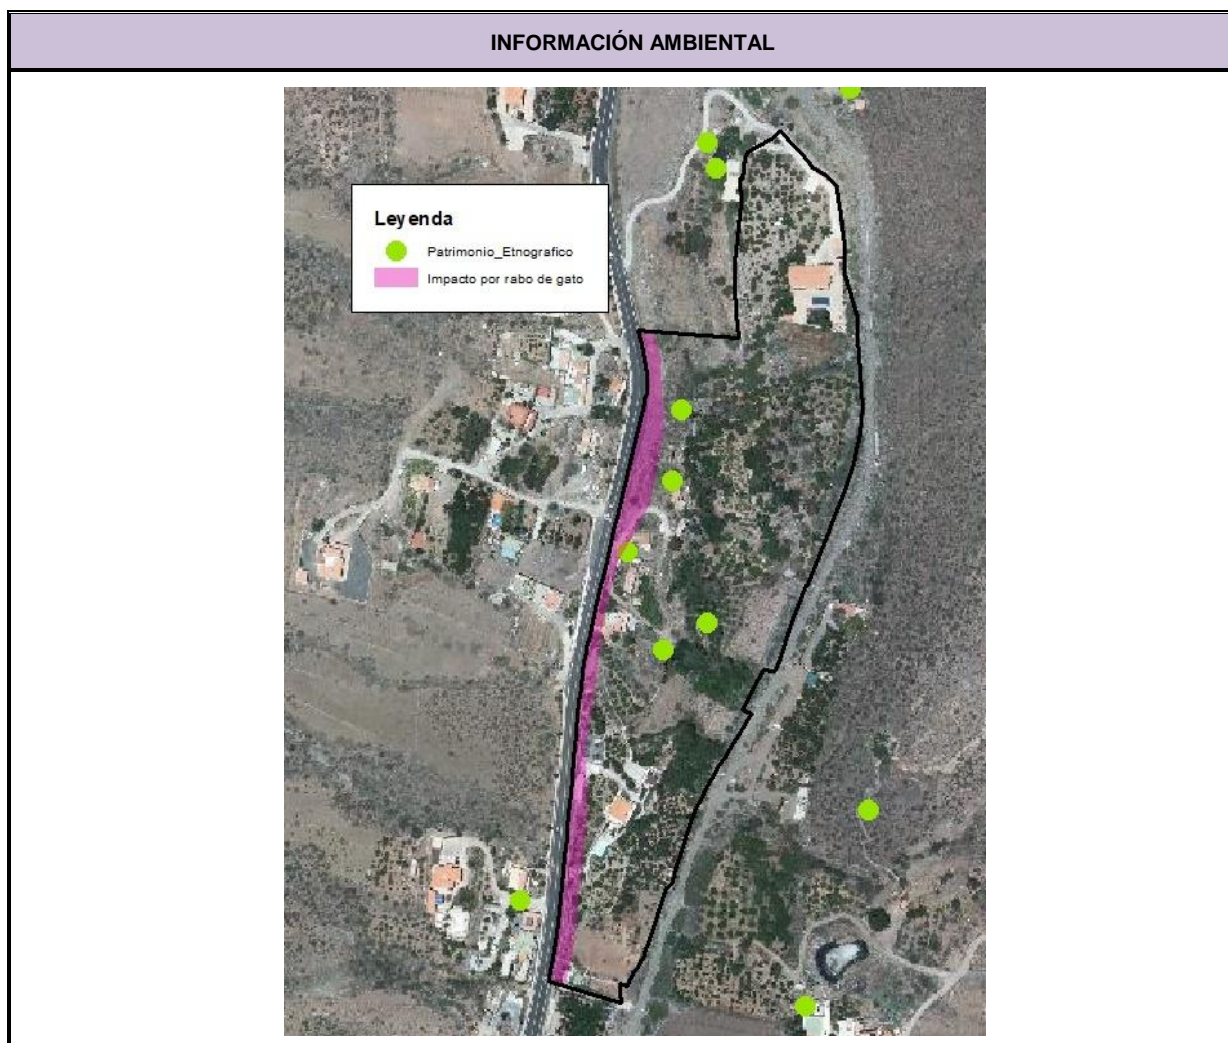 INFORMACIÓN AMBIENTAL
Leyenda
Patrimonio_Etnografico
Impacto por rabo de gato